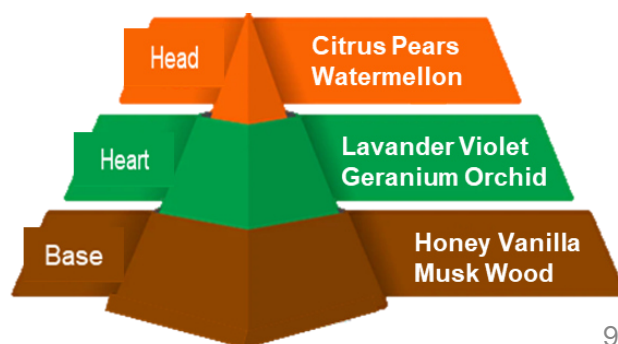 Head
Citrus Pears
Watermellon
Heart
Lavander Violet
Geranium Orchid
Base
Honey Vanilla
Musk Wood
9